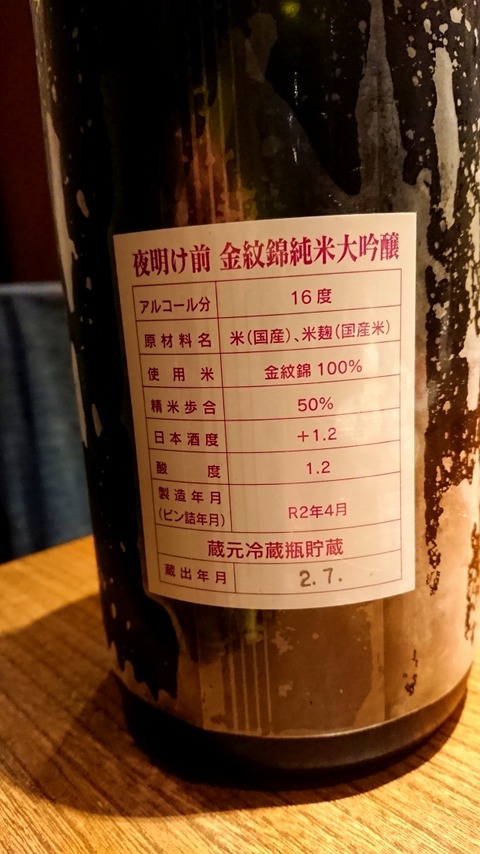 夜明け前 金紋錦純米大吟醸
アルコール分 16度
原材料名 米(国産)、米麹(国産米)
使用米 金紋錦100%
精米歩合 50%
日本酒度 +1.2
酸度 1.2
製造年月
(ビン詰年月) R2年4月
蔵元冷蔵瓶貯蔵
蔵出年月 2.7.